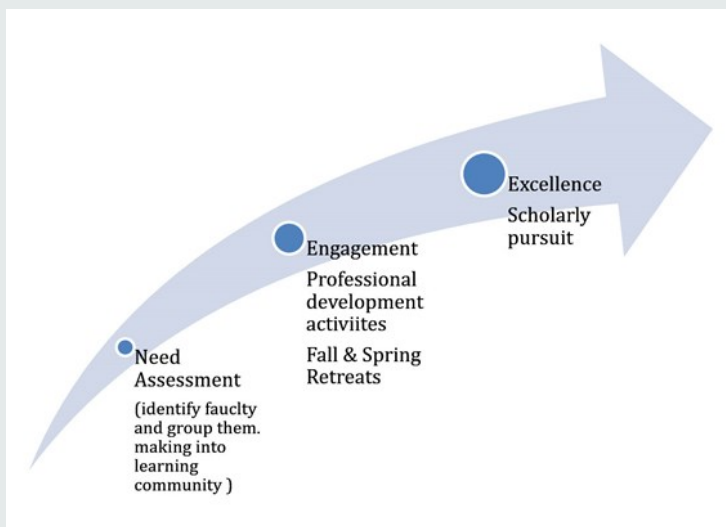 Need
Assessment
(identify fauclty
and group them.
making into
learning
community )
Engagement
Professional
development
activiites
Fall & Spring
Retreats
Excellence
Scholarly
pursuit